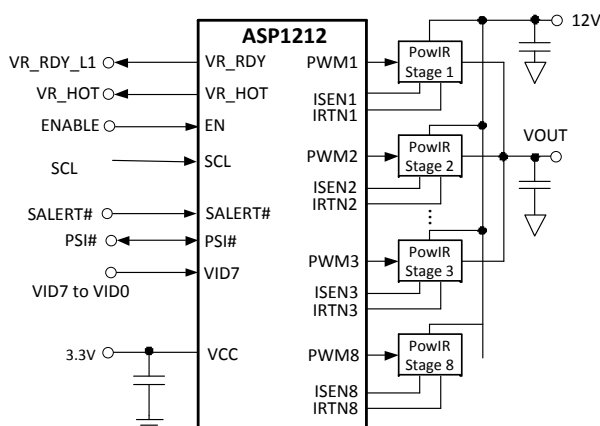 ASP1212
12V
VR_RDY_L1
VR_RDY
PWM1
PowIR
Stage 1
VR_HOT
VR_HOT
ISEN1
IRTN1
ENABLE
EN
VOUT
SCL
SCL
PWM2
PowIR
Stage 2
ISEN2
IRTN2
SALERT#
SALERT#
...
PSI#
PSI#
PWM3
PowIR
Stage 3
VID7
VID7 to VID0
ISEN3
IRTN3
3.3V
VCC
PWM8
PowIR
Stage 8
ISEN8
IRTN8